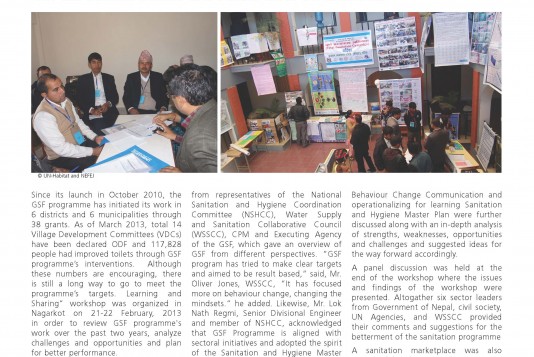 © UN-Habitat and NEFEJ
Since its launch in October 2010, the
GSF programme has initiated its work in
6 districts and 6 municipalities through
38 grants. As of March 2013, total 14
Village Development Committees (VDCs)
have been declared ODF and 117,828
people had improved toilets through GSF
programme's interventions. Although
these numbers are encouraging, there
is still a long way to go to meet the
programme's targets. Learning and
Sharing" workshop was organized in
Nagarkot on 21-22 February, 2013
in order to review GSF programme's
work over the past two years, analyze
challenges and opportunities and plan
for better performance
from representatives of the National
Sanitation and Hygiene Coordination
Committee (NSHCC), Water Supply
and Sanitation Collaborative Council
(WSSCC), CPM and Executing Agency
of the GSF, which gave an overview of
GSF from different perspectives. "GSF
program has tried to make clear targets
and aimed to be result based," said, Mr.
Oliver Jones, WSSCC, "It has focused
more on behaviour change, changing the
mindsets." he added. Likewise, Mr. Lok
Nath Regmi, Senior Divisional Engineer
and member of NSHCC, acknowledged
that GSF Programme is aligned with
sectoral initiatives and adopted the spirit
of the Sanitation and Hygiene Master
Behaviour Change Communication and
operationalizing for learning Sanitation
and Hygiene Master Plan were further
discussed along with an in-depth analysis
of strengths, weaknesses, opportunities
and challenges and suggested ideas for
the way forward accordingly.
A panel discussion was held at the
end of the workshop where the issues
and findings of the workshop were
presented. Altogather six sector leaders
from Government of Nepal, civil society,
UN Agencies, and WSSCC provided
their comments and suggestions for the
betterment of the sanitation programme
A sanitation marketplace was also